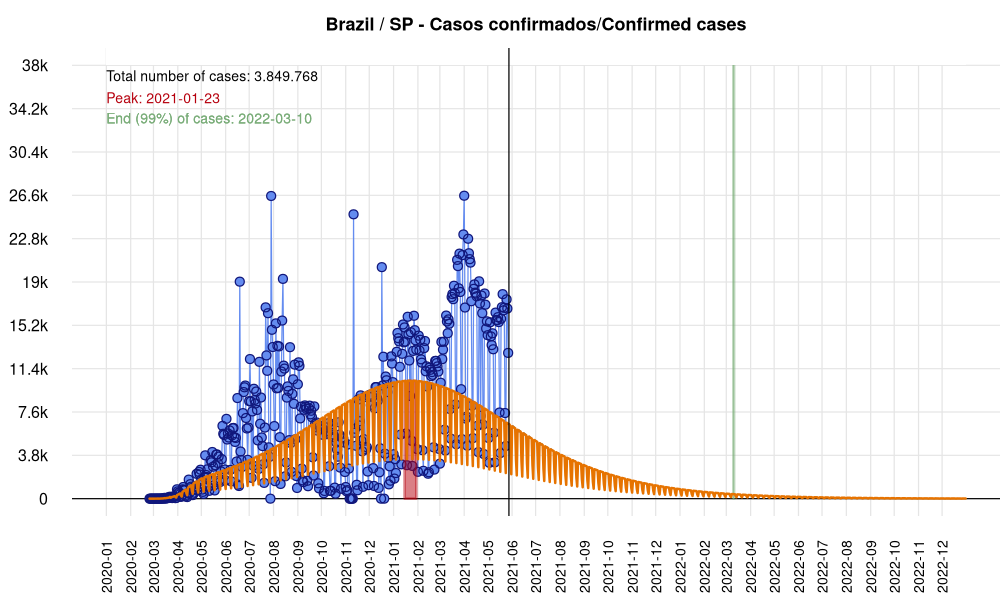 Brazil / SP - Casos confirmados/Confirmed cases
38k
Total number of cases: 3.849.768
Peak: 2021-01-23
34.2k
End (99%) of cases: 2022-03-10
30.4k
26.6k
22.8k
19k
15.2k
11.4k
7.6k
3.8k
0
2020-01
2020-02
2020-03
2020-04
2020-05
2020-06
2020-07
2020-08
2020-09
2020-10
2020-11
2020-12
2021-01
2021-02
2021-03
2021-04
2021-05
2021-06
2021-07
2021-08
2021-09
2021-10
2021-11
2021-12
2022-01
2022-02
2022-03
2022-04
2022-05
2022-06
2022-07
2022-08
2022-09
2022-10
2022-11
2022-12